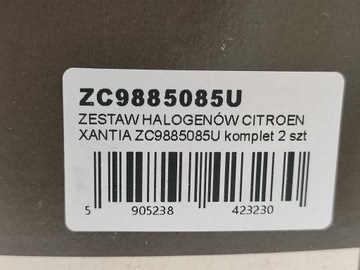 ZC9885085U
ZESTAW HALOGENÓW CITROEN
XANTIA ZC9885085U komplet 2 szt
5 905238 423230